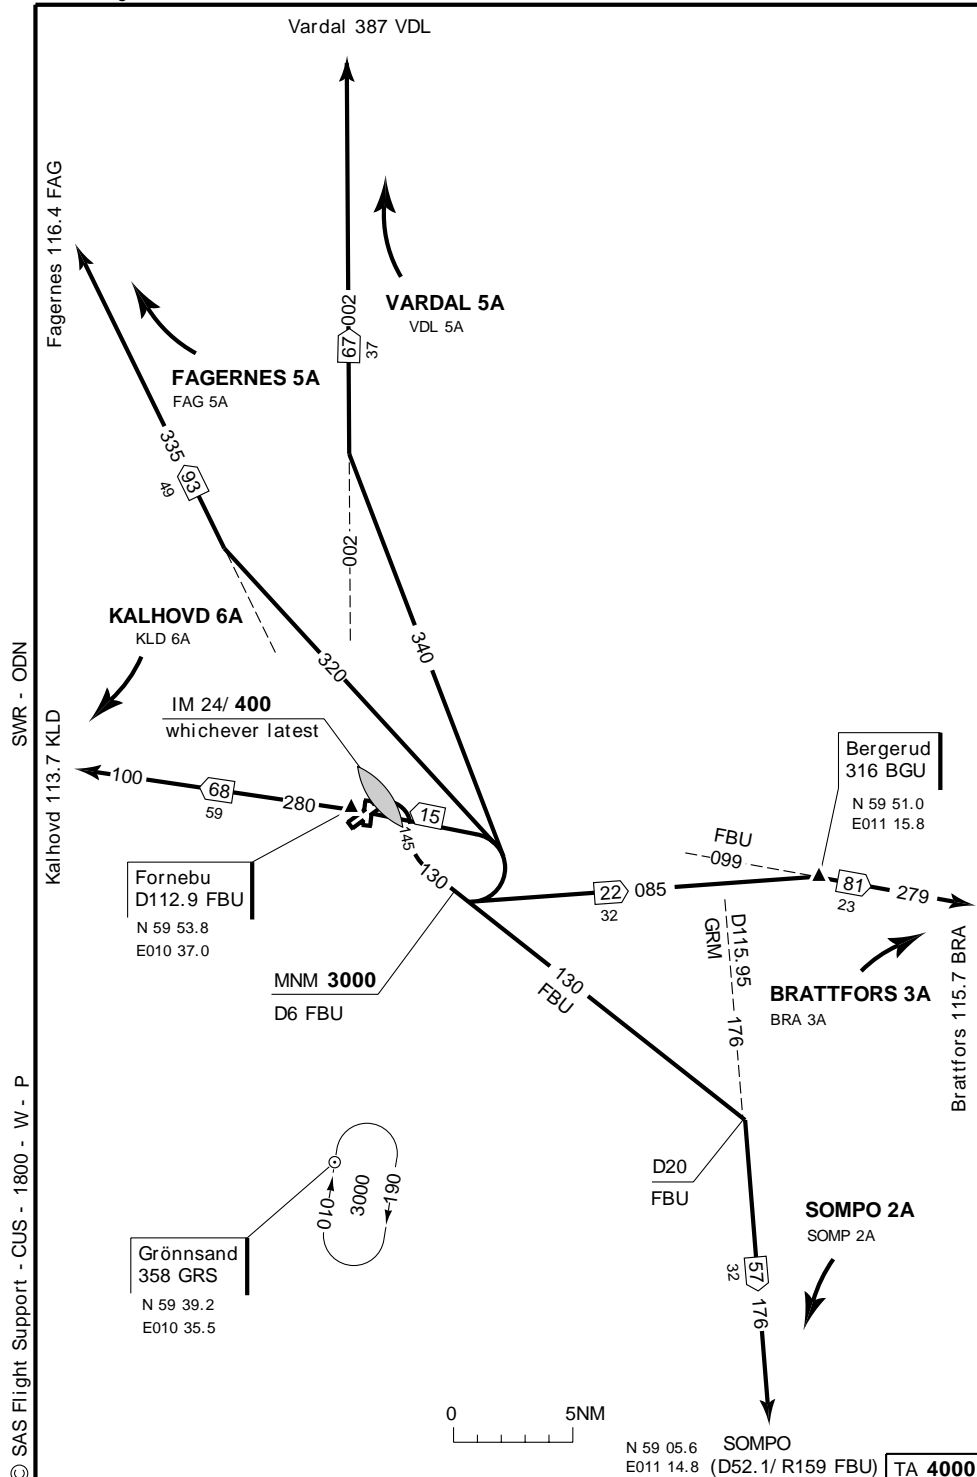 Vardal 387 VDL
Fagernes 116.4 FAG
002
67
37
VARDAL 5A
VDL 5A
FAGERNES 5A
FAG 5A
335
93
49
002
KALHOVD 6A
KLD 6A
340
320
SWR - ODN
Kalhovd 113.7 KLD
IM 24/ 400
whichever latest
Bergerud
316 BGU
N 59 51.0
E011 15.8
100
68
59
280
15
145
130
FBU
099
Fornebu
D112.9 FBU
N 59 53.8
E010 37.0
22
32
085
81
23
279
D115.95
GRM
176
MNM 3000
D6 FBU
130
FBU
BRATTFORS 3A
BRA 3A
Brattfors 115.7 BRA
D20
FBU
010
3000
190
Grönnsand
358 GRS
N 59 39.2
E010 35.5
SOMPO 2A
SOMP 2A
57
32
176
0
5NM
N 59 05.6
E011 14.8
SOMPO
(D52.1/ R159 FBU)
TA 4000
© SAS Flight Support - CUS - 1800 - W - P